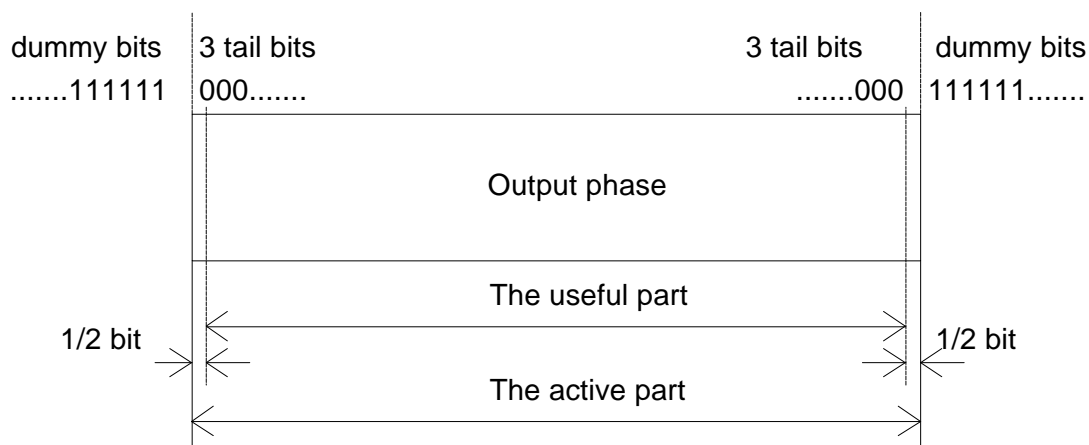 dummy bits 3 tail bits 3 tail bits dummy bits
.......111111 000....... .......000 111111.......
Output phase
The useful part
1/2 bit 1/2 bit
The active part